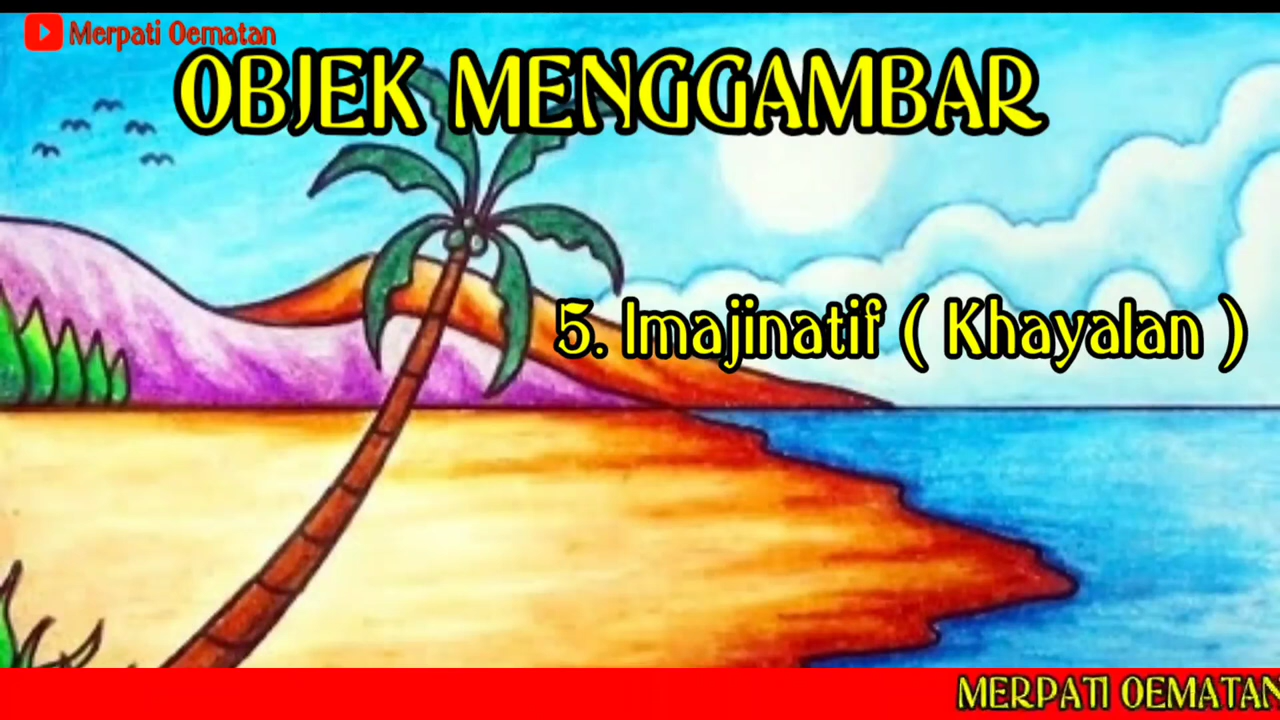 Merpati Oematan
OBJEK MENGGAMBAR
5. Imajinatif ( Khayalan )
MERPATI OEMATAN